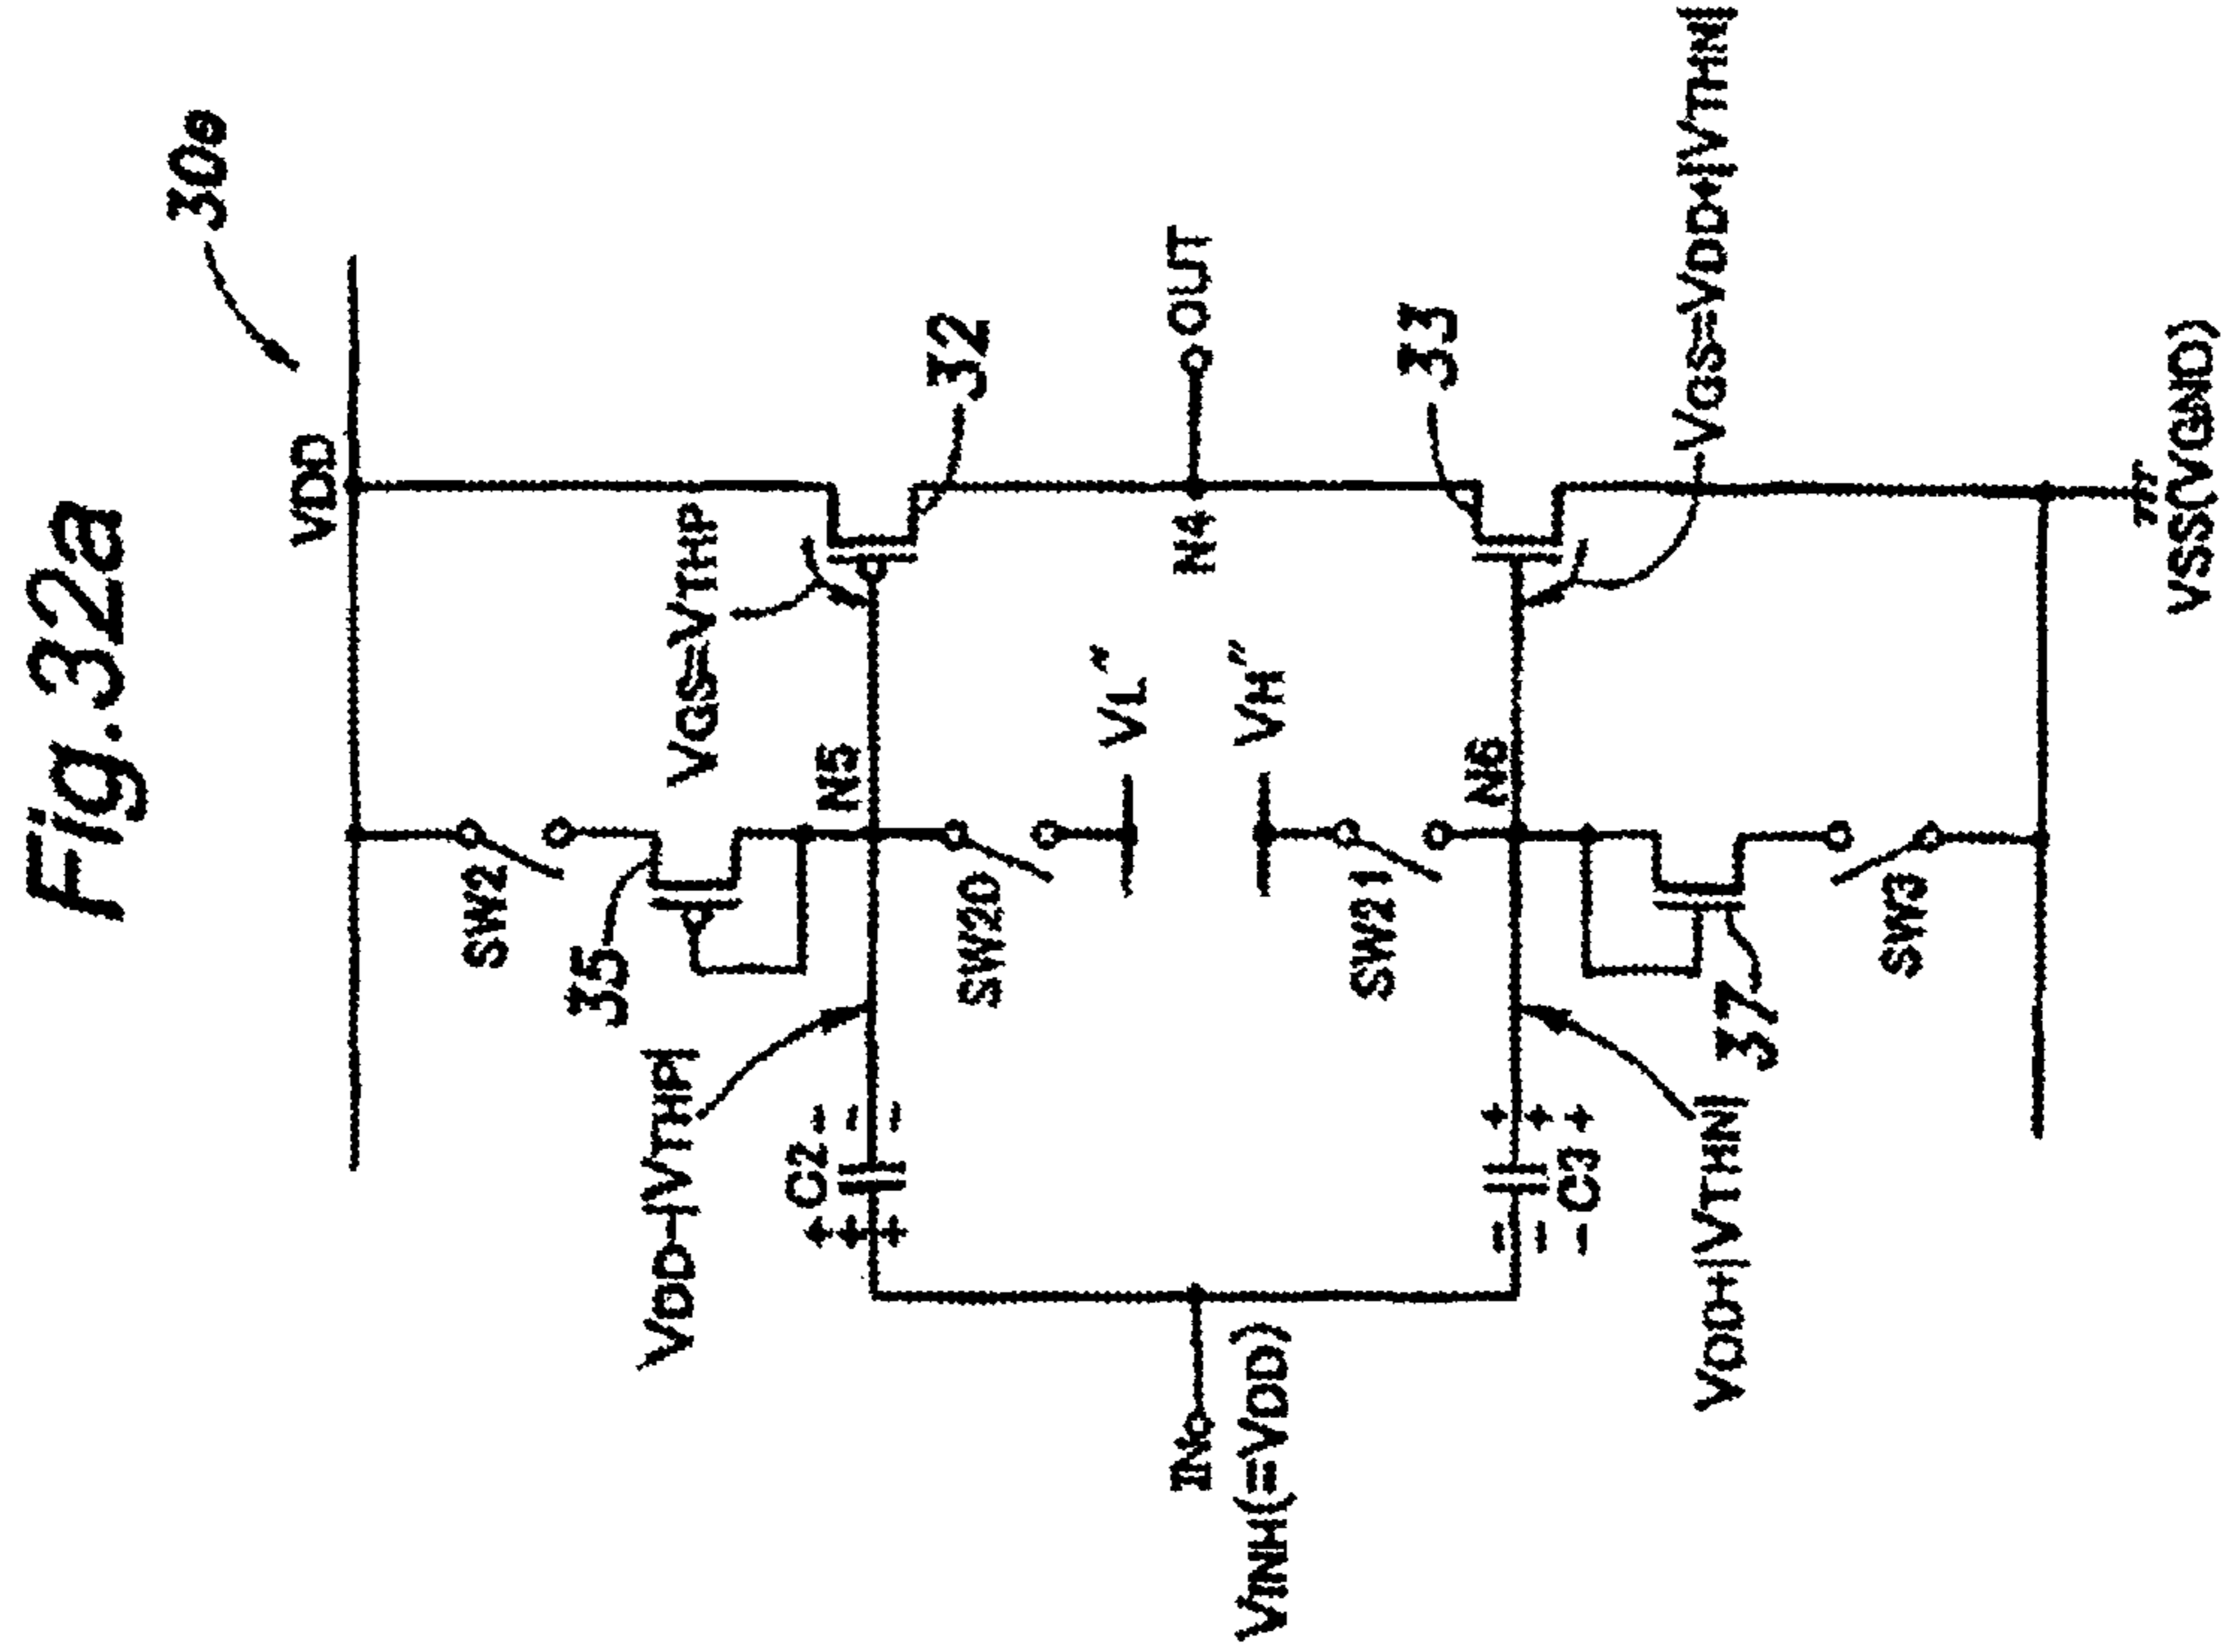 Fig. 32a
30e
VDD
SW2
35
VGS=VTHP
32
VDD-|VTHP|
C2
N5
SW20
VL"
N4
OUT
IN
VINH(=VDD)
VH"
SW21
N6
33
C3
VDD+|VTHN|
37
VGS=VDD+|VTHN|
SW3
VSS(VGND)